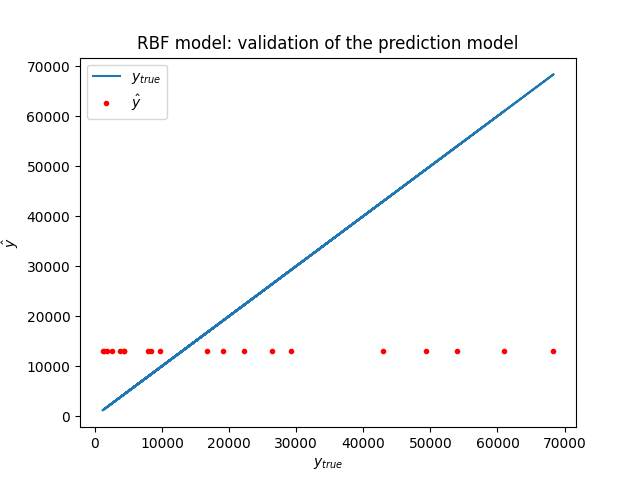 RBF model: validation of the prediction model
70000
60000
50000
40000
30000
20000
10000
0
ŷ
y_true
ŷ
0 10000 20000 30000 40000 50000 60000 70000
y_true